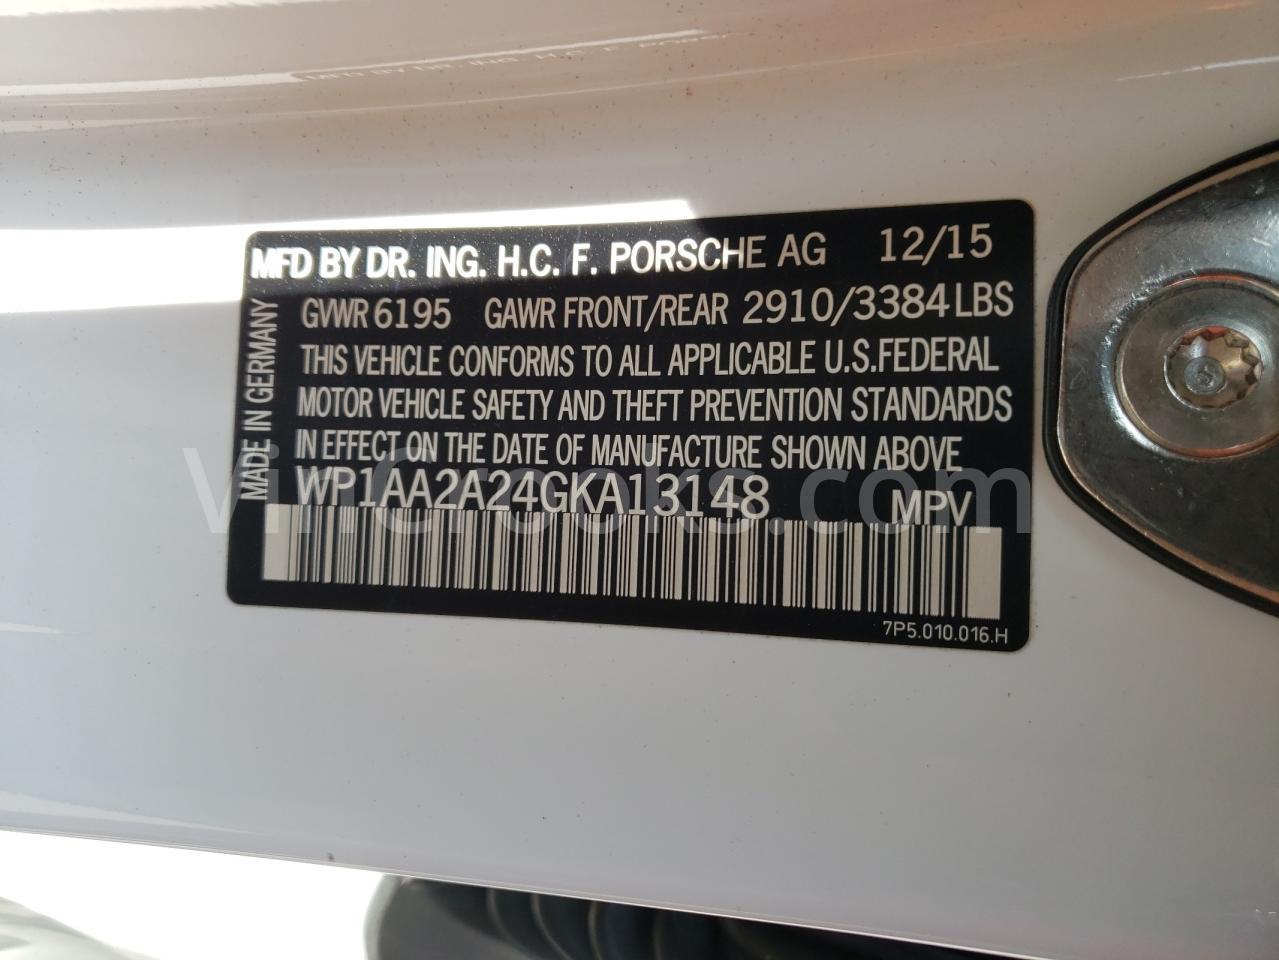 MFD BY DR. ING. H.C. F. PORSCHE AG 12/15
GVWR 6195 GAWR FRONT/REAR 2910/3384 LBS
THIS VEHICLE CONFORMS TO ALL APPLICABLE U.S.FEDERAL
MOTOR VEHICLE SAFETY AND THEFT PREVENTION STANDARDS
IN EFFECT ON THE DATE OF MANUFACTURE SHOWN ABOVE
WP1AA2A24GKA13148 MPV
7P5.010.016.H
MADE IN GERMANY